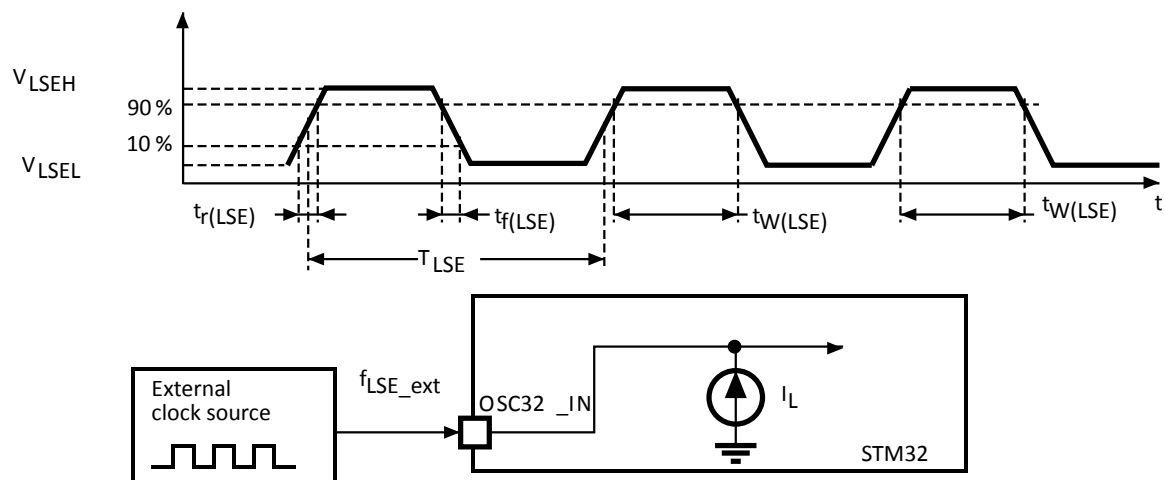 VLSEH
90 %
10 %
VLSEL
tr(LSE)
tf(LSE)
tW(LSE)
tW(LSE)
t
TLSE
External
clock source
fLSE_ext
OSC32 _IN
IL
STM32